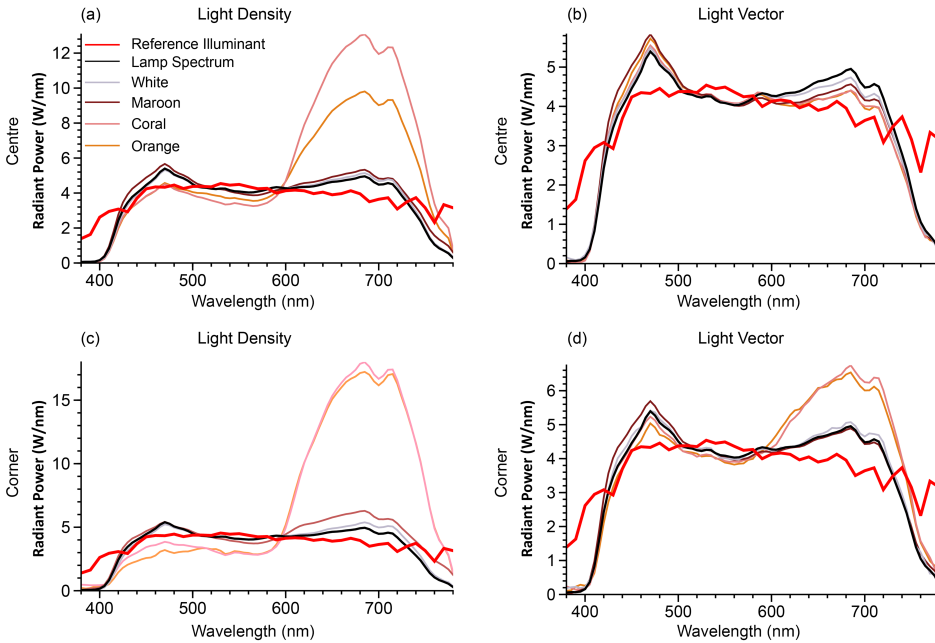 (a) Light Density
Centre
Radiant Power (W/nm)
12
10
8
6
4
2
0
Reference Illuminant
Lamp Spectrum
White
Maroon
Coral
Orange
400 500 600 700
Wavelength (nm)
(b) Light Vector
Centre
Radiant Power (W/nm)
5
4
3
2
1
0
400 500 600 700
Wavelength (nm)
(c) Light Density
Corner
Radiant Power (W/nm)
15
10
5
0
400 500 600 700
Wavelength (nm)
(d) Light Vector
Corner
Radiant Power (W/nm)
6
5
4
3
2
1
0
400 500 600 700
Wavelength (nm)